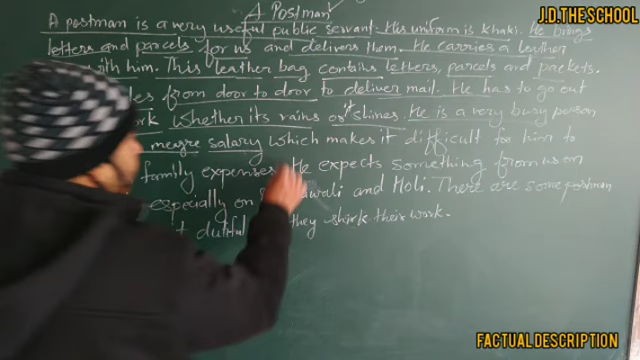 J.D.THESCHOOL
A Postman
A postman is a very useful public servant. His uniform is khaki. He brings
letters and parcels for us and delivers them. He carries a leather
with him. This leather bag contains letters, parcels and packets.
from door to door to deliver mail. He has to go out
whether its rains or it shines. He is a very busy person
meagre salary which makes it difficult for him to
family expenses. He expects something from us on
especially on and Holi. There are some postman
dutiful they shirk their work.
FACTUAL DESCRIPTION